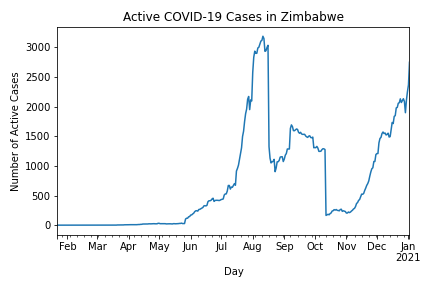 Active COVID-19 Cases in Zimbabwe
Number of Active Cases
3000
2500
2000
1500
1000
500
0
Feb Mar Apr May Jun Jul Aug Sep Oct Nov Dec Jan
2021
Day